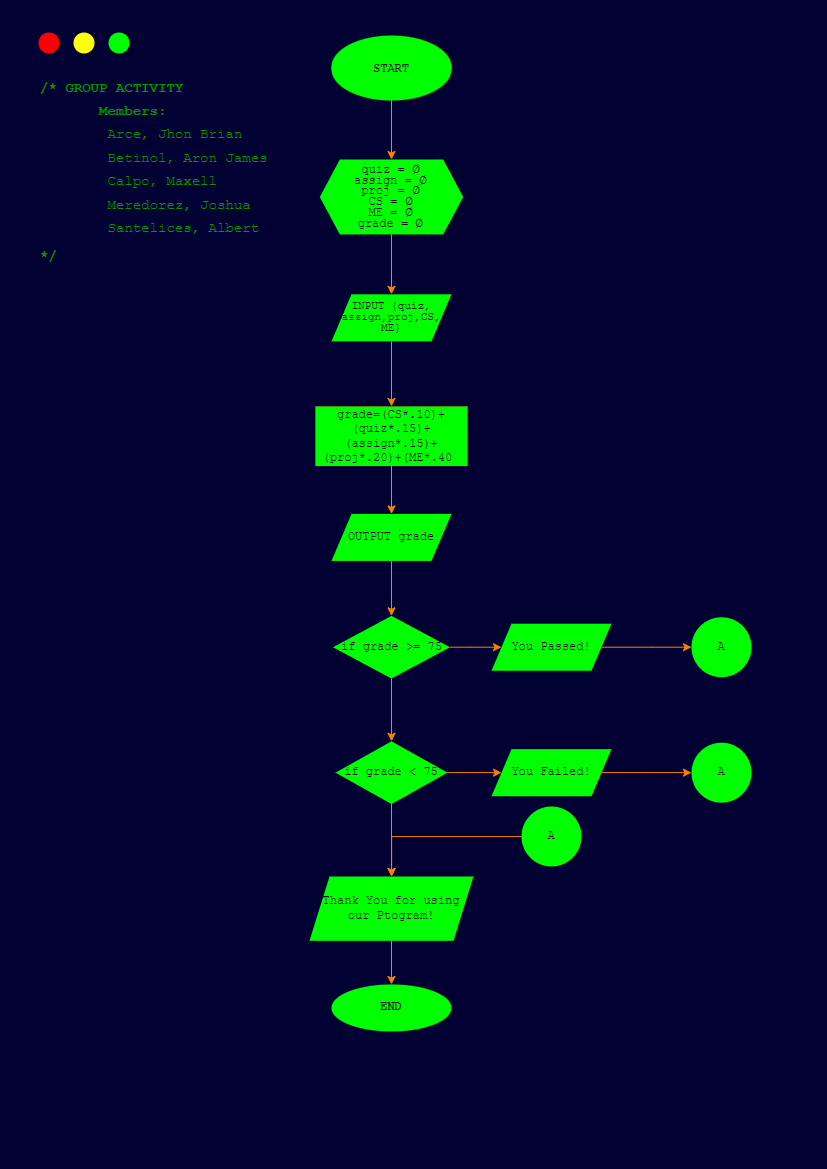 /* GROUP ACTIVITY
Members:
Arce, Jhon Brian
Betinol, Aron James
Calpo, Maxell
Meredorez, Joshua
Santelices, Albert
*/
START
quiz = Ø
assign = Ø
proj = Ø
CS = Ø
ME = Ø
grade = Ø
INPUT {quiz,
assign,proj,CS,
ME}
grade=(CS*.10)+
(quiz*.15)+
(assign*.15)+
(proj*.20)+(ME*.40
OUTPUT grade
if grade >= 75
You Passed!
A
if grade < 75
You Failed!
A
A
Thank You for using
our Ptogram!
END